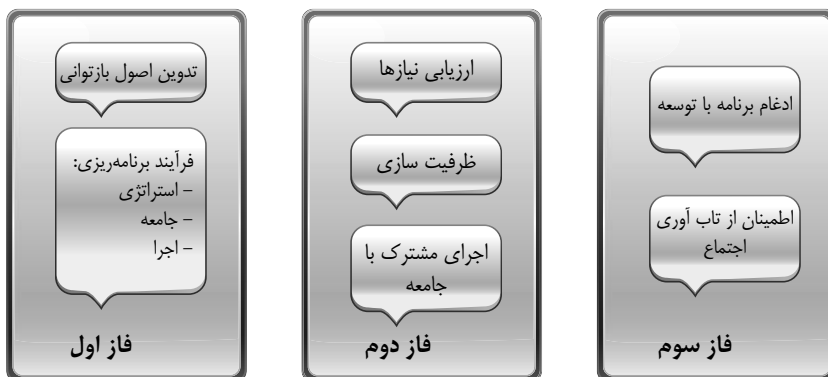 تدوین اصول بازتوانی
فرآیند برنامه‌ریزی:
- استراتژی
- جامعه
- اجرا
فاز اول
ارزیابی نیازها
ظرفیت سازی
اجرای مشترک با
جامعه
فاز دوم
ادغام برنامه با توسعه
اطمینان از تاب آوری
اجتماع
فاز سوم